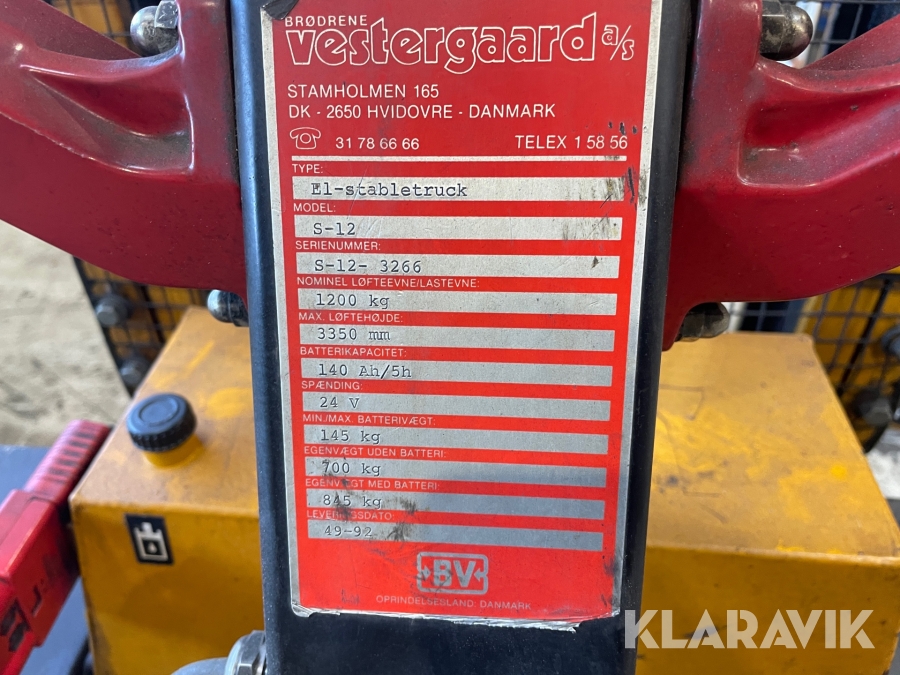 BRØDRENE
vestergaard a/s
STAMHOLMEN 165
DK - 2650 HVIDOVRE - DANMARK
31 78 66 66 TELEX 1 58 56
TYPE:
El-stabletruck
MODEL:
S-12
SERIENUMMER:
S-12- 3266
NOMINEL LØFTEEVNE/LASTEVNE:
1200 kg
MAX. LØFTEHØJDE:
3350 mm
BATTERIKAPACITET:
140 Ah/5h
SPÆNDING:
24 V
MIN./MAX. BATTERIVÆGT:
145 kg
EGENVÆGT UDEN BATTERI:
700 kg
EGENVÆGT MED BATTERI:
845 kg
LEVERINGSDATO:
49-92
BV
OPRINDELSESLAND DANMARK
KLARAVIK